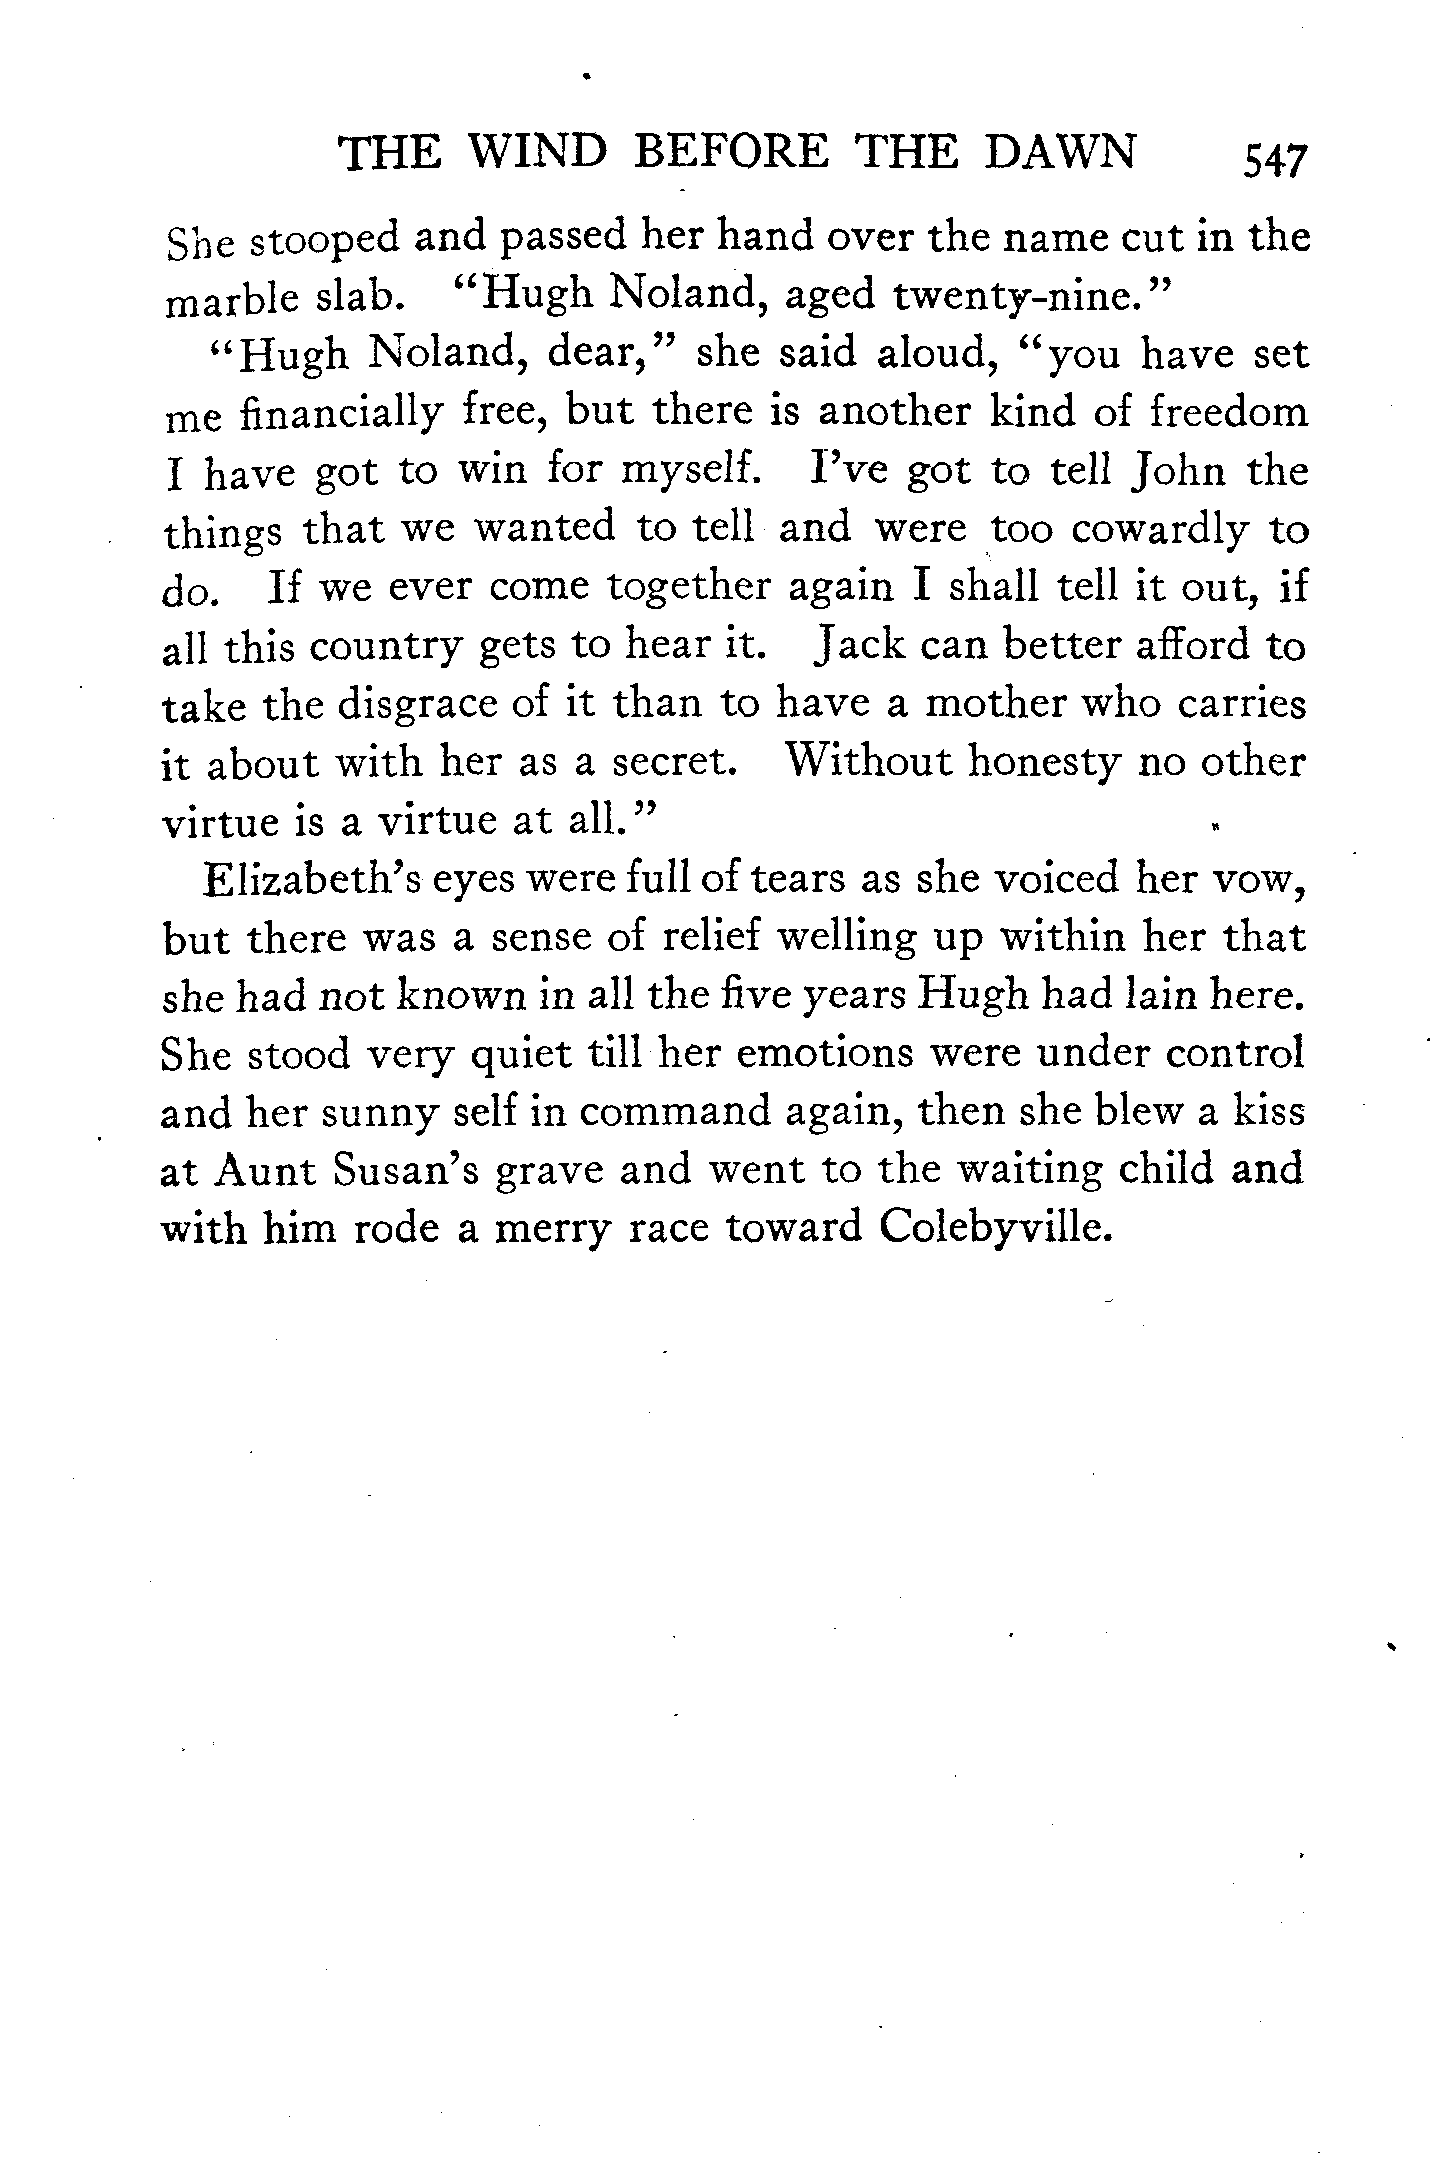 THE WIND BEFORE THE DAWN 547
She stooped and passed her hand over the name cut in the
marble slab. "Hugh Noland, aged twenty-nine."
"Hugh Noland, dear," she said aloud, "you have set
me financially free, but there is another kind of freedom
I have got to win for myself. I've got to tell John the
things that we wanted to tell and were too cowardly to
do. If we ever come together again I shall tell it out, if
all this country gets to hear it. Jack can better afford to
take the disgrace of it than to have a mother who carries
it about with her as a secret. Without honesty no other
virtue is a virtue at all."
Elizabeth's eyes were full of tears as she voiced her vow,
but there was a sense of relief welling up within her that
she had not known in all the five years Hugh had lain here.
She stood very quiet till her emotions were under control
and her sunny self in command again, then she blew a kiss
at Aunt Susan's grave and went to the waiting child and
with him rode a merry race toward Colebyville.